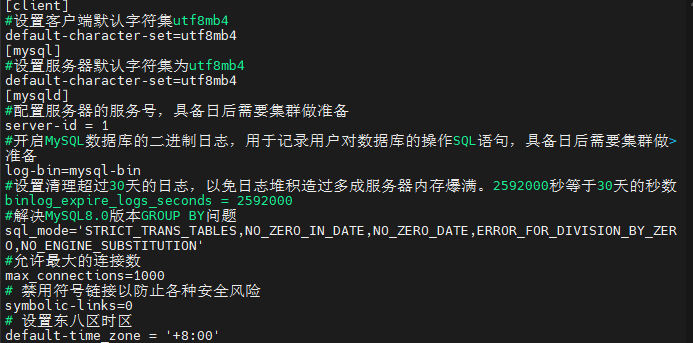 [client]
#设置客户端默认字符集utf8mb4
default-character-set=utf8mb4
[mysql]
#设置服务器默认字符集为utf8mb4
default-character-set=utf8mb4
[mysqld]
#配置服务器的服务号，具备日后需要集群做准备
server-id = 1
#开启MySQL数据库的二进制日志，用于记录用户对数据库的操作SQL语句，具备日后需要集群做>
准备
log-bin=mysql-bin
#设置清理超过30天的日志，以免日志堆积造过多成服务器内存爆满。2592000秒等于30天的秒数
binlog_expire_logs_seconds = 2592000
#解决MySQL8.0版本GROUP BY问题
sql_mode='STRICT_TRANS_TABLES,NO_ZERO_IN_DATE,NO_ZERO_DATE,ERROR_FOR_DIVISION_BY_ZER
O,NO_ENGINE_SUBSTITUTION'
#允许最大的连接数
max_connections=1000
# 禁用符号链接以防止各种安全风险
symbolic-links=0
# 设置东八区时区
default-time_zone = '+8:00'